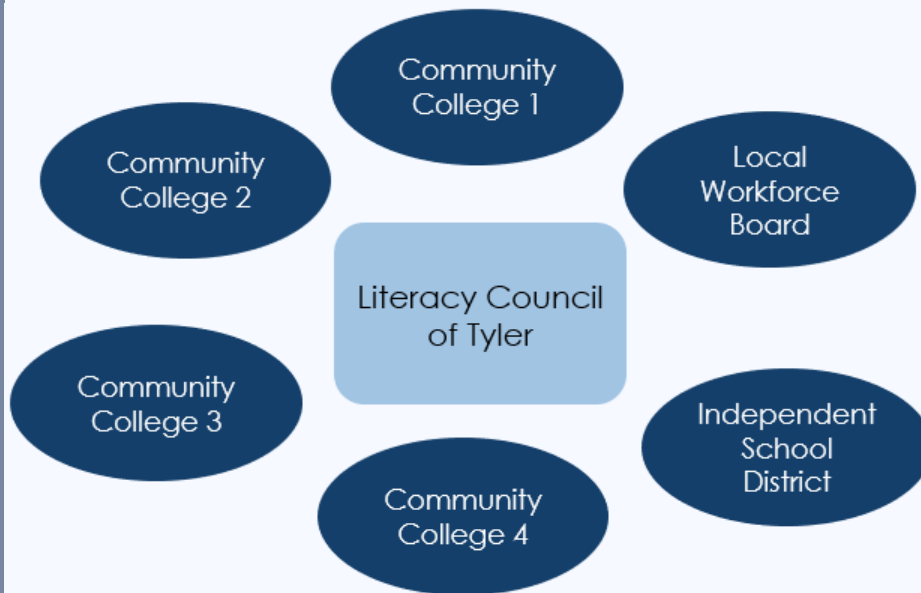 Community
College 1
Community
College 2
Local
Workforce
Board
Literacy Council
of Tyler
Community
College 3
Independent
School
District
Community
College 4